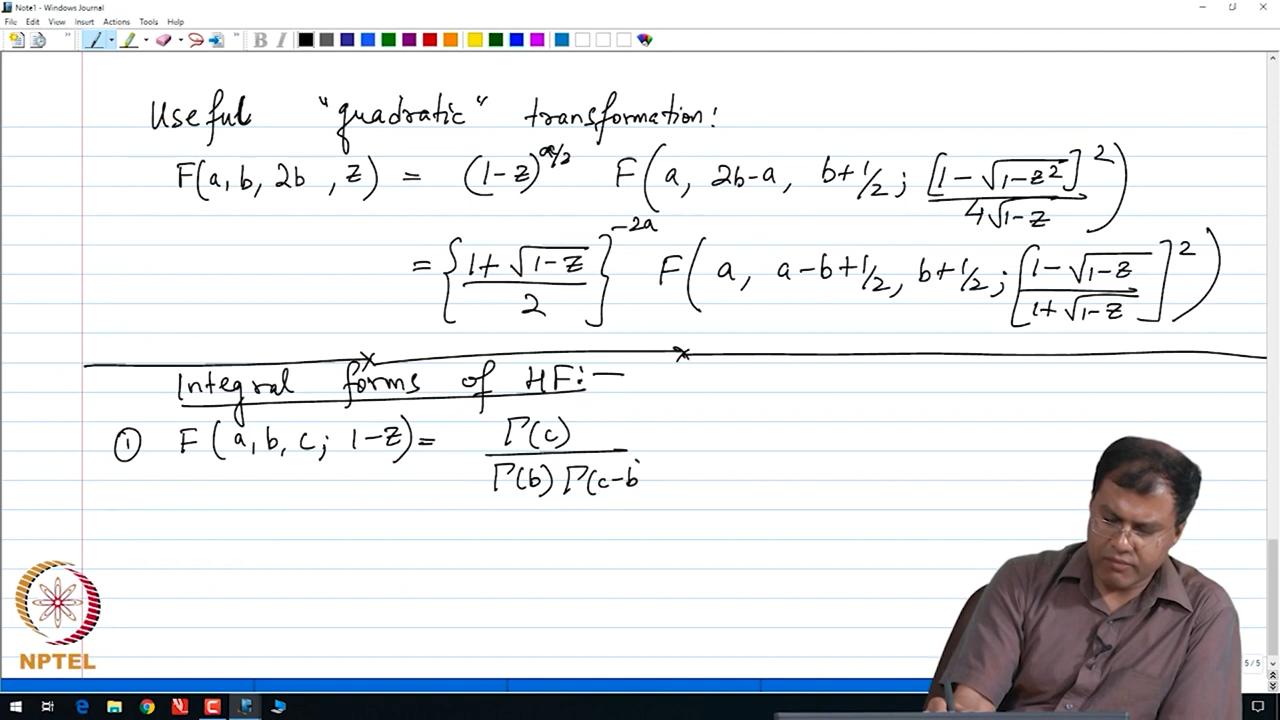 Note1 - Windows Journal
File Edit View Insert Actions Tools Help
B I
Useful "quadratic" transformation:
F(a, b, 2b, z) = (1-z)^{a/2} F(a, 2b-a, b+1/2; [1-√(1-z²)]²/(4√(1-z)))
= {(1+√(1-z))/2}^{-2a} F(a, a-b+1/2, b+1/2; [(1-√(1-z))/(1+√(1-z))]²)
Integral forms of HF:-
① F(a, b, c; 1-z) = Γ(c)/(Γ(b) Γ(c-b
NPTEL
5/5